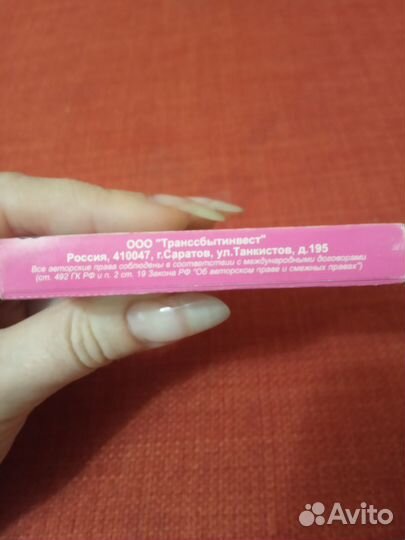 ООО "Транссбытинвест"
Россия, 410047, г.Саратов, ул.Танкистов, д.195
Все авторские права соблюдены в соответствии с международными договорами
(ст. 492 ГК РФ и п. 2 ст. 19 Закона РФ "Об авторском праве и смежных правах")
Avito